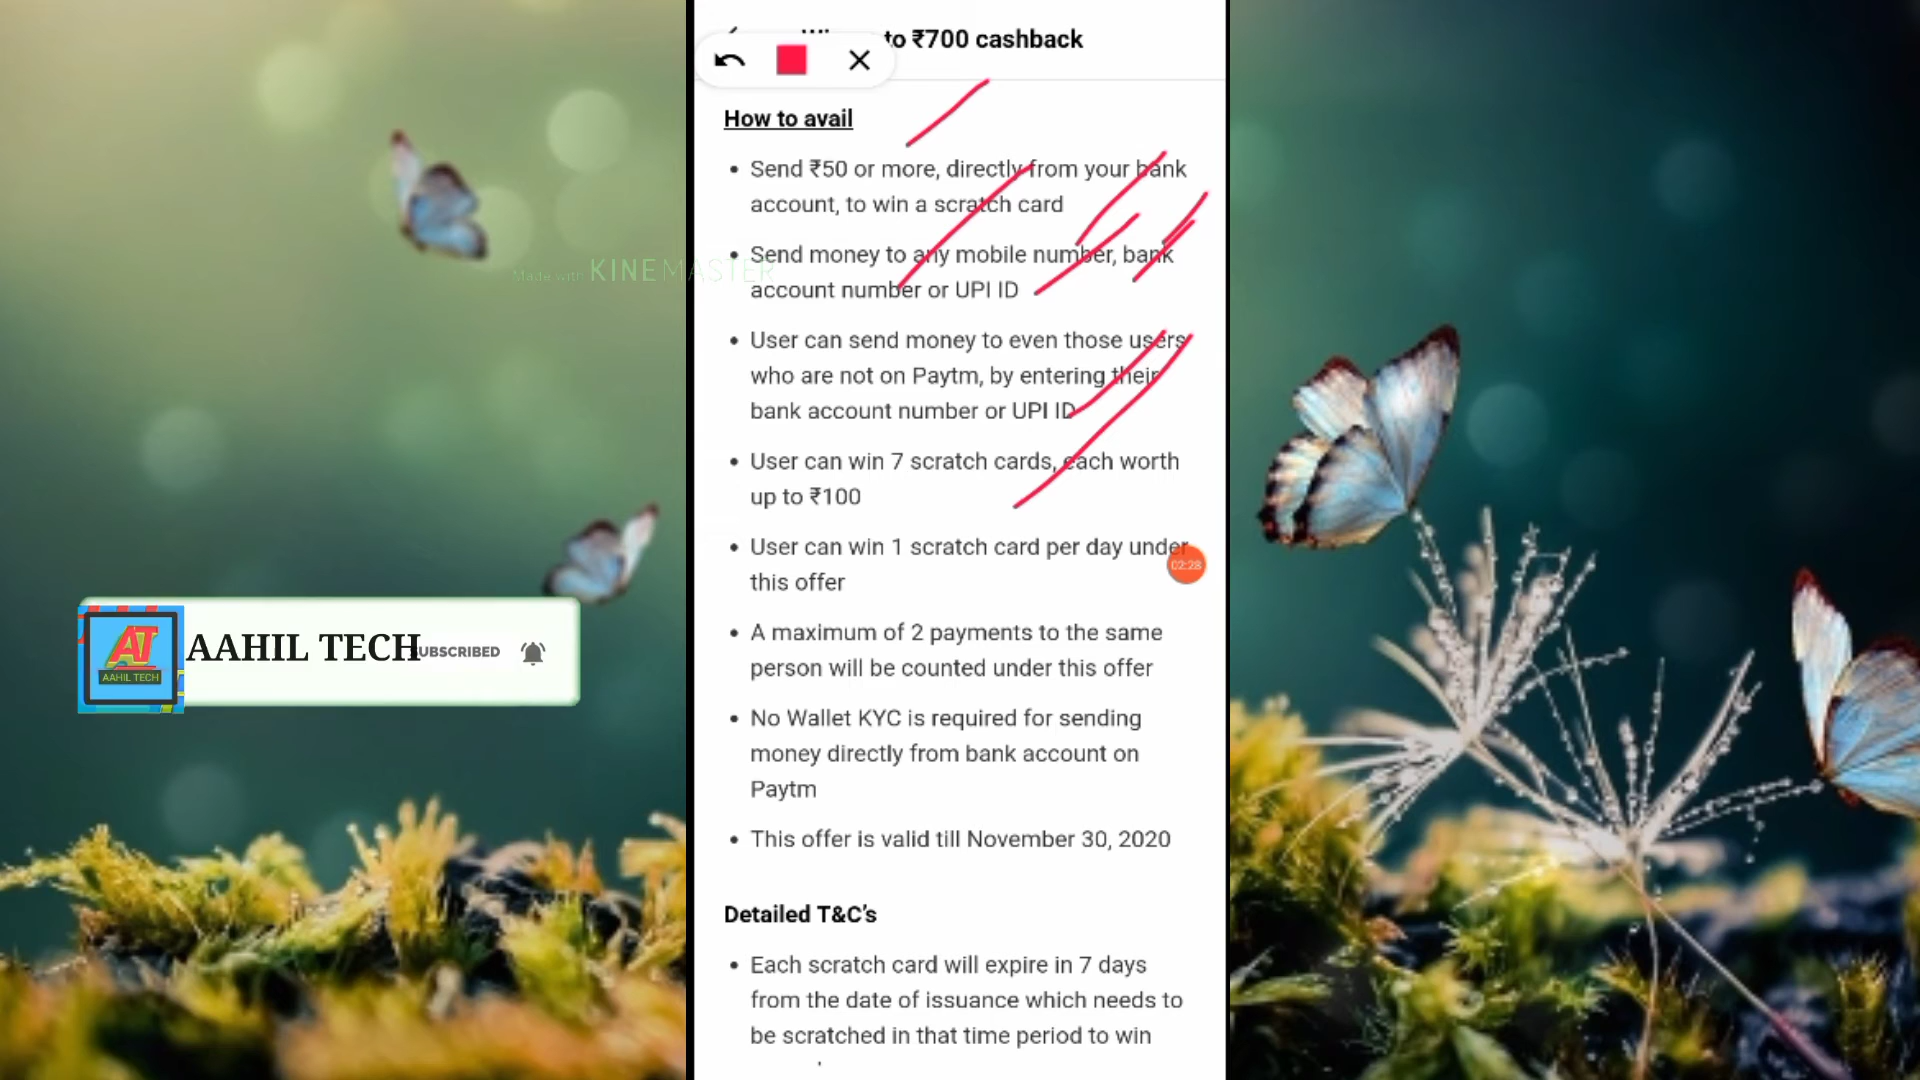 to ₹700 cashback
How to avail
Send ₹50 or more, directly from your bank
account, to win a scratch card
Send money to any mobile number, bank
account number or UPI ID
User can send money to even those users
who are not on Paytm, by entering their
bank account number or UPI ID
User can win 7 scratch cards, each worth
up to ₹100
User can win 1 scratch card per day under
this offer
02:28
A maximum of 2 payments to the same
person will be counted under this offer
No Wallet KYC is required for sending
money directly from bank account on
Paytm
This offer is valid till November 30, 2020
Detailed T&C's
Each scratch card will expire in 7 days
from the date of issuance which needs to
be scratched in that time period to win
Made with KINEMASTER
AT
AAHIL TECH
AAHIL TECH
UBSCRIBED